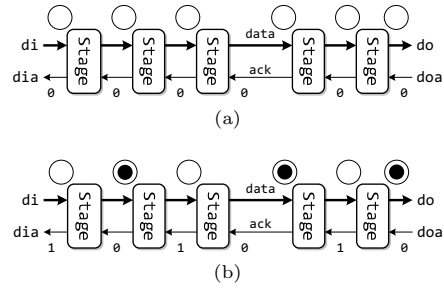 data
di Stage Stage Stage Stage Stage do
dia ack doa
0 0 0 0 0 0
(a)
data
di Stage Stage Stage Stage Stage do
dia ack doa
1 0 1 0 1 0
(b)